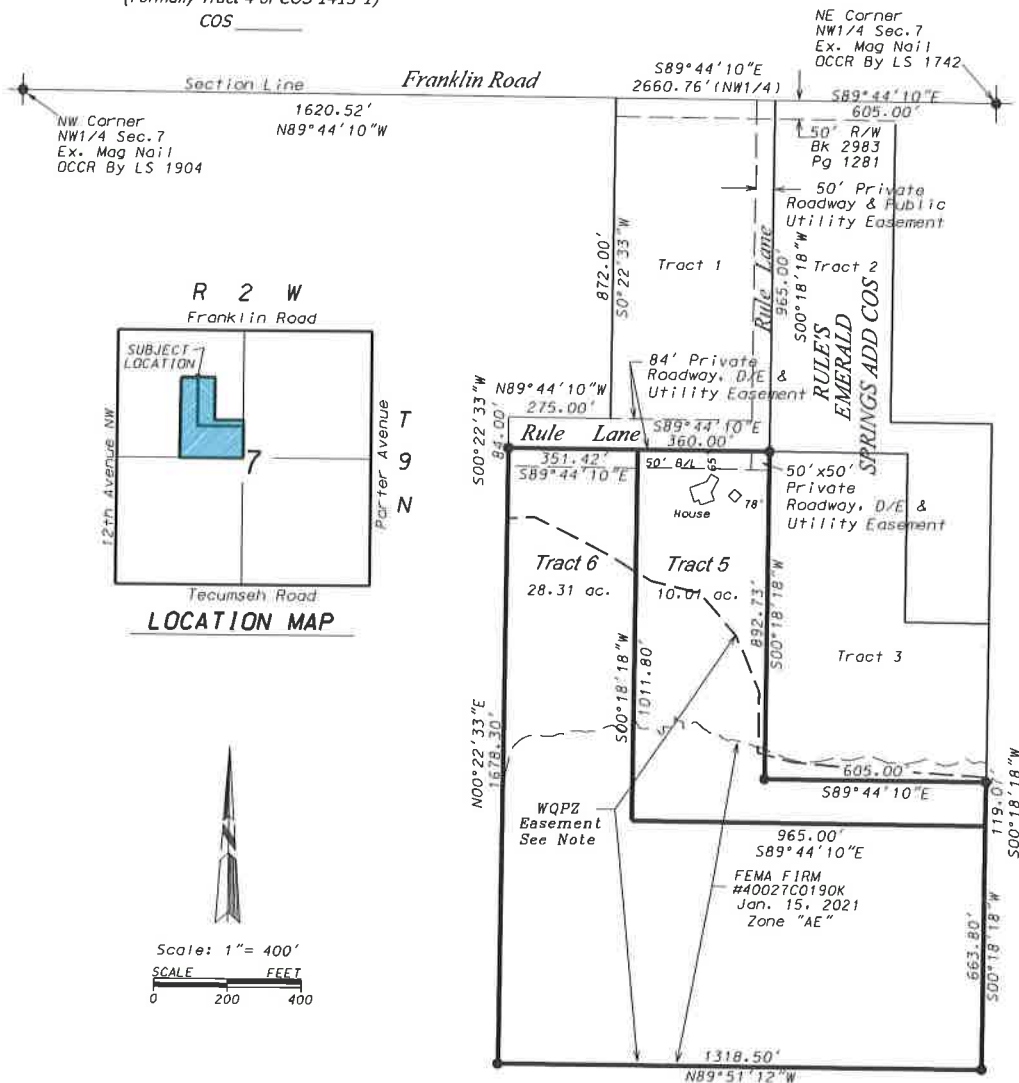 (Formally Tract 4 of COS 1415-1)
COS
NE Corner
NW1/4 Sec.7
Ex. Mag Nail
OCCR By LS 1742
Section Line
Franklin Road
S89°44'10"E
2660.76'(NW1/4)
S89°44'10"E
605.00'
1620.52'
N89°44'10"W
NW Corner
NW1/4 Sec.7
Ex. Mag Nail
OCCR By LS 1904
50' R/W
Bk 2983
Pg 1281
50' Private
Roadway & Public
Utility Easement
872.00'
S0°22'33"W
Tract 1
Rule Lane
965.00'
S00°18'18"W
Tract 2
RULE'S
EMERALD
SPRINGS ADD COS
R 2 W
Franklin Road
SUBJECT
LOCATION
12th Avenue NW
7
Porter Avenue
T
9
N
Tecumseh Road
LOCATION MAP
84' Private
Roadway, D/E &
Utility Easement
N89°44'10"W
275.00'
S00°22'33"W
84.00'
Rule Lane
S89°44'10"E
360.00'
351.42'
S89°44'10"E
50' B/L
65'
House
78'
50'x50'
Private
Roadway, D/E &
Utility Easement
Tract 6
28.31 ac.
Tract 5
10.01 ac.
892.73'
S00°18'18"W
Tract 3
S00°18'18"W
1011.80'
N00°22'33"E
1678.30'
605.00'
S89°44'10"E
119.07'
S00°18'18"W
WQPZ
Easement
See Note
965.00'
S89°44'10"E
FEMA FIRM
#40027C0190K
Jan. 15, 2021
Zone "AE"
663.80'
S00°18'18"W
N
Scale: 1"= 400'
SCALE FEET
0 200 400
1318.50'
N89°51'12"W